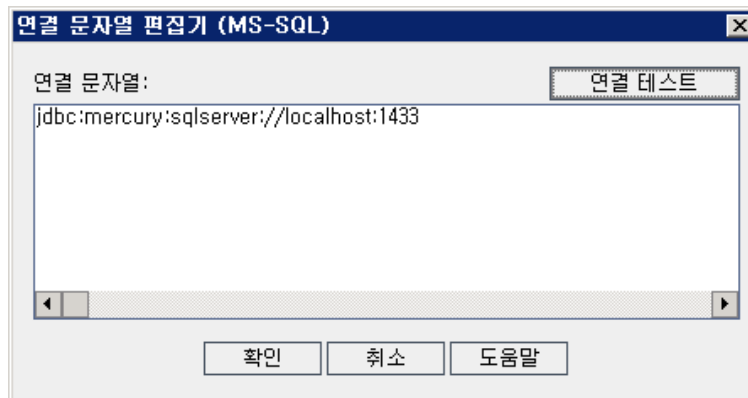 연결 문자열 편집기 (MS-SQL)
연결 문자열:
연결 테스트
jdbc:mercury:sqlserver://localhost:1433
확인
취소
도움말